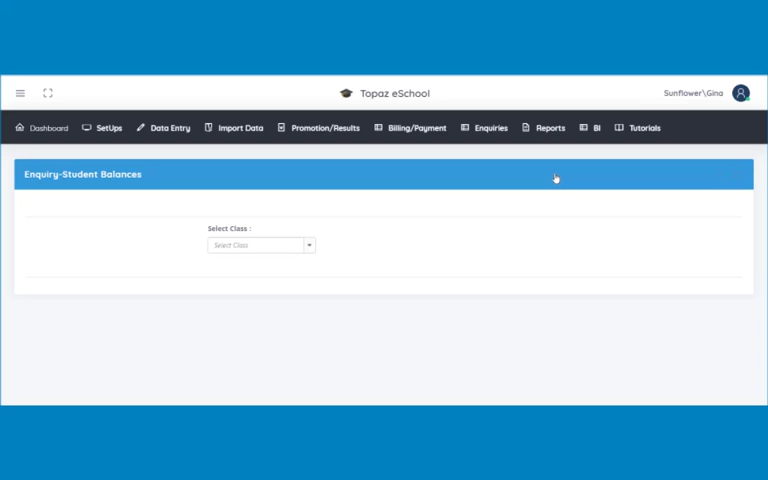 Topaz eSchool
Sunflower\Gina
Dashboard SetUps Data Entry Import Data Promotion/Results Billing/Payment Enquiries Reports BI Tutorials
Enquiry-Student Balances
Select Class :
Select Class